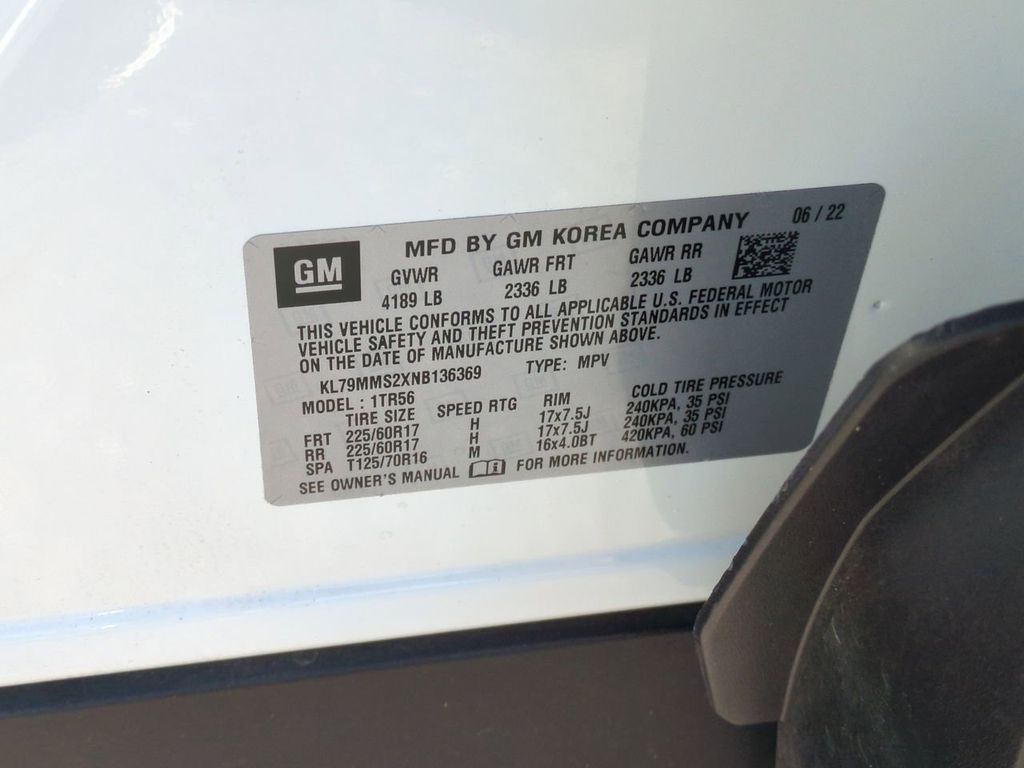 GM
MFD BY GM KOREA COMPANY 06 / 22
GVWR GAWR FRT GAWR RR
4189 LB 2336 LB 2336 LB
THIS VEHICLE CONFORMS TO ALL APPLICABLE U.S. FEDERAL MOTOR
VEHICLE SAFETY AND THEFT PREVENTION STANDARDS IN EFFECT
ON THE DATE OF MANUFACTURE SHOWN ABOVE.
KL79MMS2XNB136369 TYPE: MPV
MODEL : 1TR56
TIRE SIZE SPEED RTG RIM COLD TIRE PRESSURE
FRT 225/60R17 H 17x7.5J 240KPA, 35 PSI
RR 225/60R17 H 17x7.5J 240KPA, 35 PSI
SPA T125/70R16 M 16x4.0BT 420KPA, 60 PSI
SEE OWNER'S MANUAL FOR MORE INFORMATION.